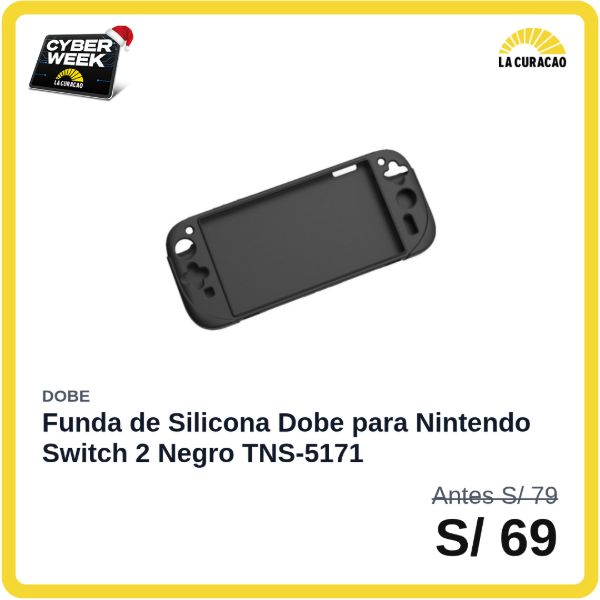 CYBER
WEEK
LA CURACAO
LA CURACAO
DOBE
Funda de Silicona Dobe para Nintendo
Switch 2 Negro TNS-5171
Antes S/ 79
S/ 69